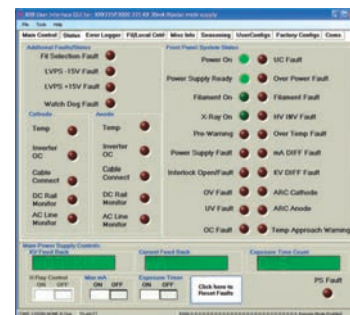 Main Control Status Error Logger Fil/Local Cntl Misc Info Seasoning UserConfigs Factory Configs Coms
Additional Faults/Status
Fil Selection Fault
LVPS -15V Fault
LVPS +15V Fault
Watch Dog Fault
Cathode
Anode
Temp
Temp
Inverter OC
Inverter OC
Cable Connect
Cable Connect
DC Rail Monitor
DC Rail Monitor
AC Line Monitor
AC Line Monitor
Front Panel System Status
Power On
UC Fault
Power Supply Ready
Over Power Fault
Filament On
Filament Fault
X-Ray On
HV INV Fault
Pre-Warning
Over Temp Fault
Power Supply Fault
mA DIFF Fault
Interlock Open/Fault
KV DIFF Fault
OV Fault
ARC Cathode
UV Fault
ARC Anode
OC Fault
Temp Approach Warning
Main Power Supply Controls
KV Feed Back
Current Feed Back
Exposure Time Count
X-Ray Control
ON OFF
Max mA
ON OFF
Exposure Timer
ON OFF
Click here to
Reset Faults
PS Fault